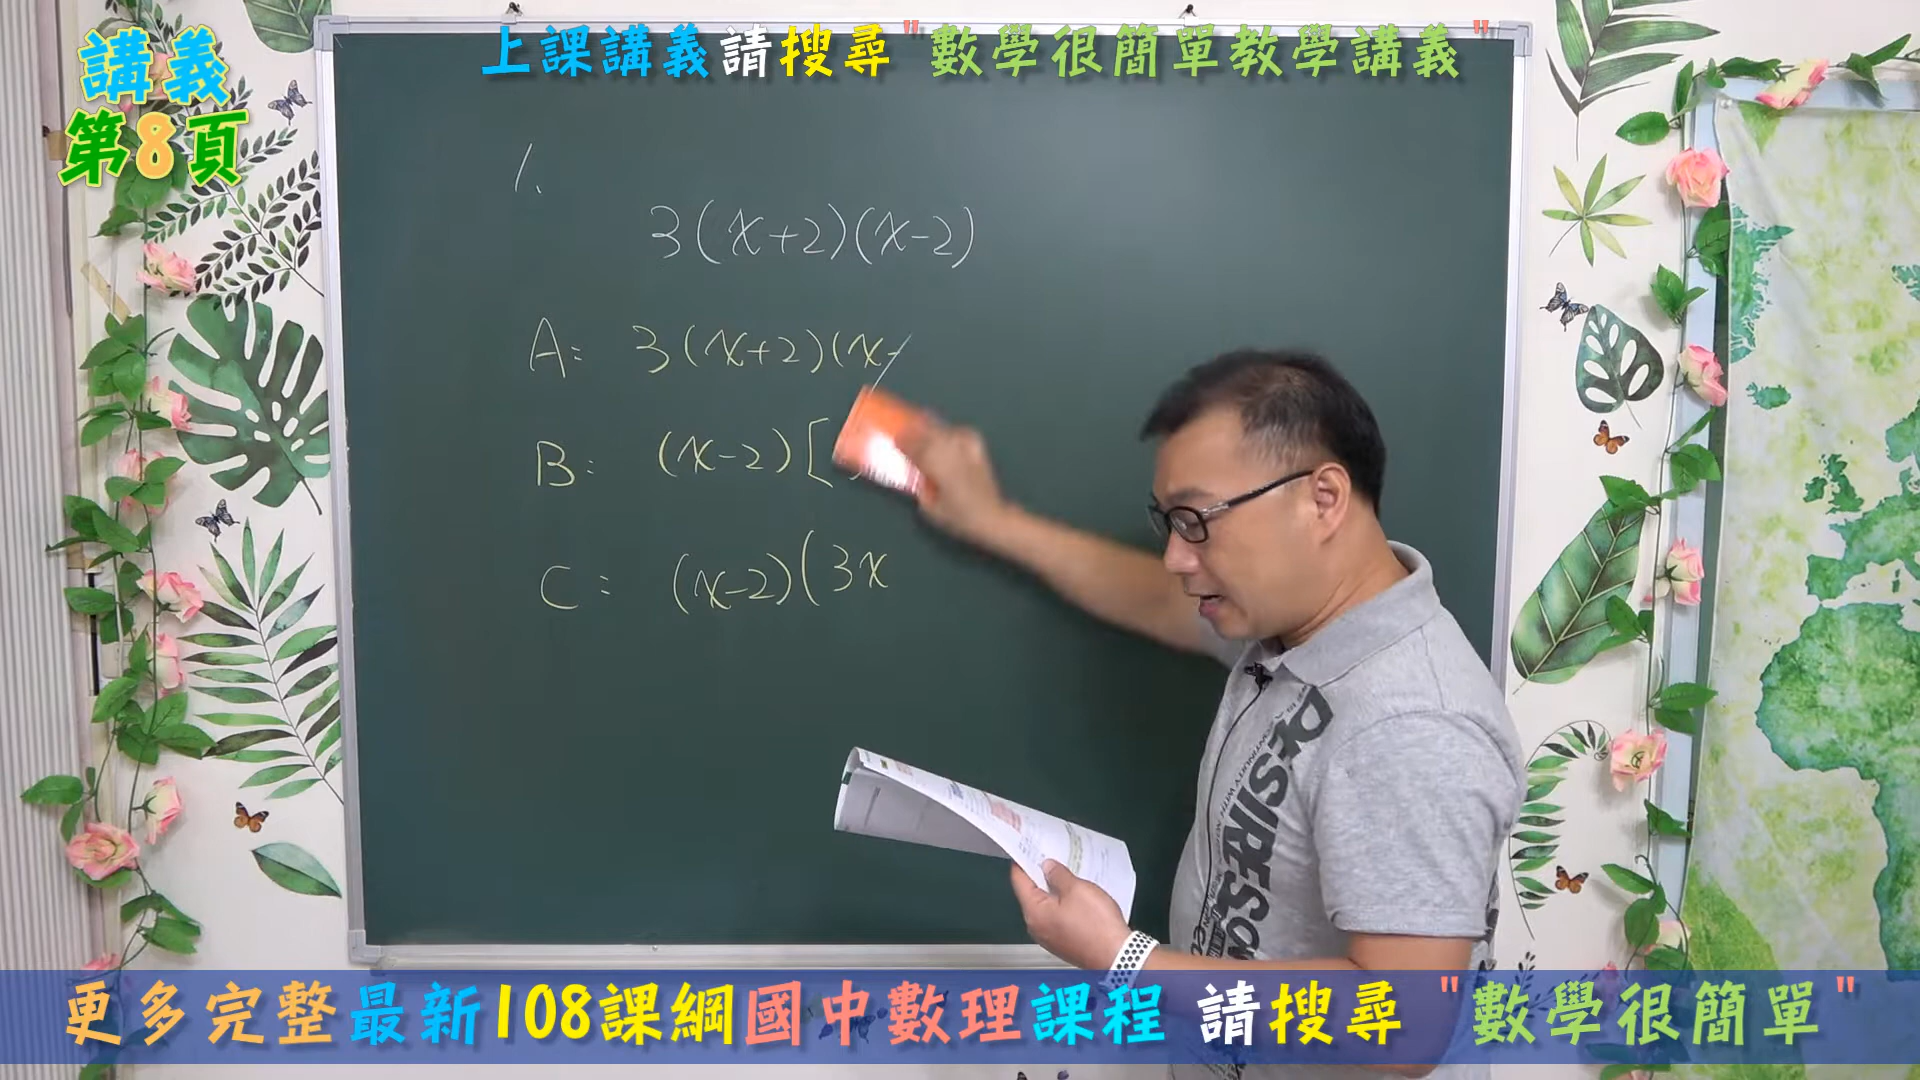 上課講義請搜尋"數學很簡單教學講義"
講義
第8頁
1.
3(x+2)(x-2)
A: 3(x+2)(x-
B: (x-2)[
C: (x-2)(3x
更多完整最新108課綱國中數理課程 請搜尋 "數學很簡單"